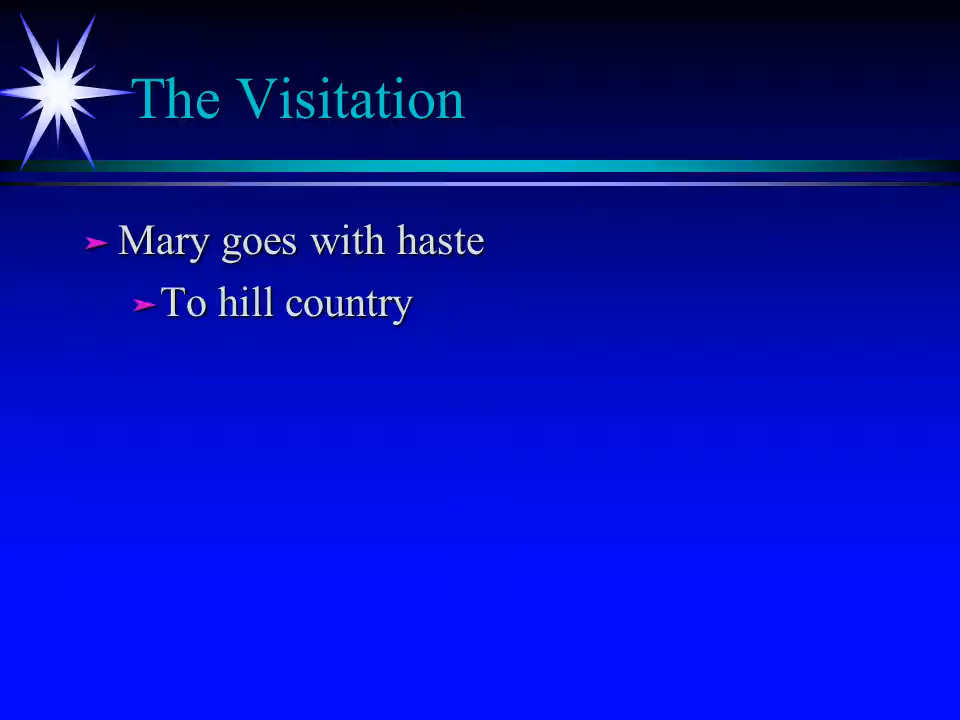 The Visitation
➤ Mary goes with haste
➤ To hill country